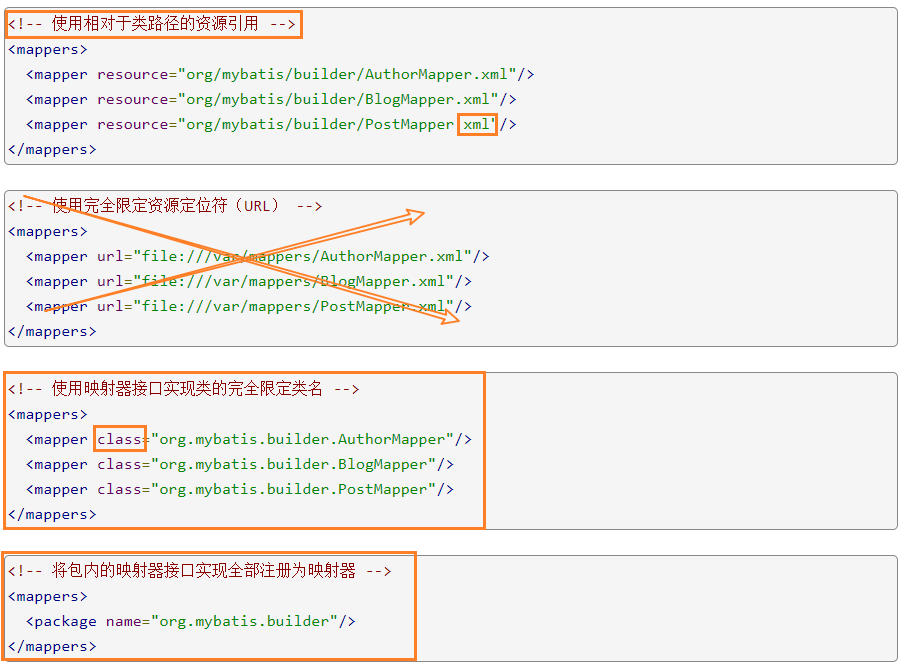 <!-- 使用相对于类路径的资源引用 -->
<mappers>
  <mapper resource="org/mybatis/builder/AuthorMapper.xml"/>
  <mapper resource="org/mybatis/builder/BlogMapper.xml"/>
  <mapper resource="org/mybatis/builder/PostMapper.xml"/>
</mappers>
<!-- 使用完全限定资源定位符（URL） -->
<mappers>
  <mapper url="file:///var/mappers/AuthorMapper.xml"/>
  <mapper url="file:///var/mappers/BlogMapper.xml"/>
  <mapper url="file:///var/mappers/PostMapper.xml"/>
</mappers>
<!-- 使用映射器接口实现类的完全限定类名 -->
<mappers>
  <mapper class="org.mybatis.builder.AuthorMapper"/>
  <mapper class="org.mybatis.builder.BlogMapper"/>
  <mapper class="org.mybatis.builder.PostMapper"/>
</mappers>
<!-- 将包内的映射器接口实现全部注册为映射器 -->
<mappers>
  <package name="org.mybatis.builder"/>
</mappers>